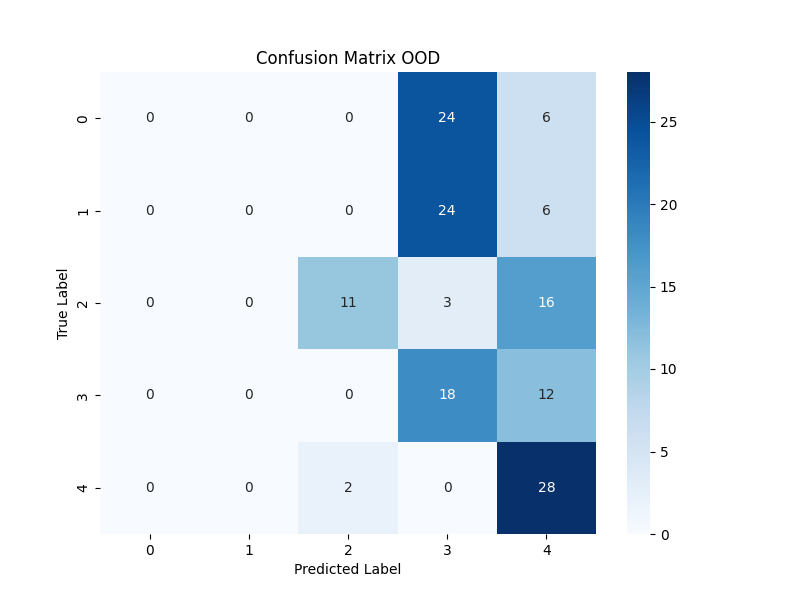 Confusion Matrix OOD
True Label
0 0 0 0 24 6
1 0 0 0 24 6
2 0 0 11 3 16
3 0 0 0 18 12
4 0 0 2 0 28
0 1 2 3 4
Predicted Label
25
20
15
10
5
0